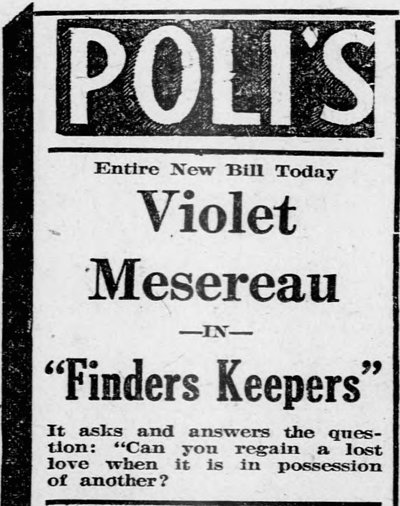 POLI'S
Entire New Bill Today
Violet
Mesereau
—IN—
“Finders Keepers”
It asks and answers the ques-
tion: “Can you regain a lost
love when it is in possession
of another?